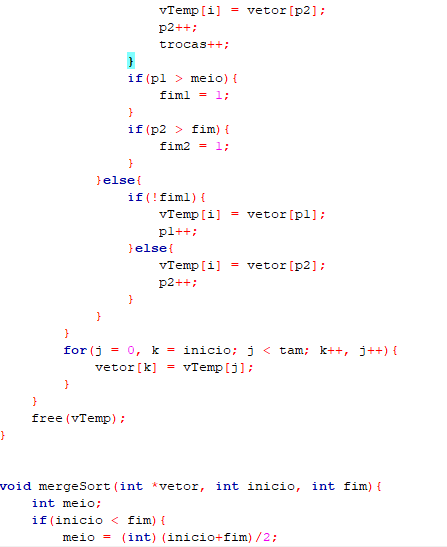 vTemp[i] = vetor[p2];
p2++;
trocas++;
}
if(p1 > meio){
fim1 = 1;
}
if(p2 > fim){
fim2 = 1;
}
}else{
if(!fim1){
vTemp[i] = vetor[p1];
p1++;
}else{
vTemp[i] = vetor[p2];
p2++;
}
}
}
for(j = 0, k = inicio; j < tam; k++, j++){
vetor[k] = vTemp[j];
}
}
free(vTemp);
}
void mergeSort(int *vetor, int inicio, int fim){
int meio;
if(inicio < fim){
meio = (int)(inicio+fim)/2;